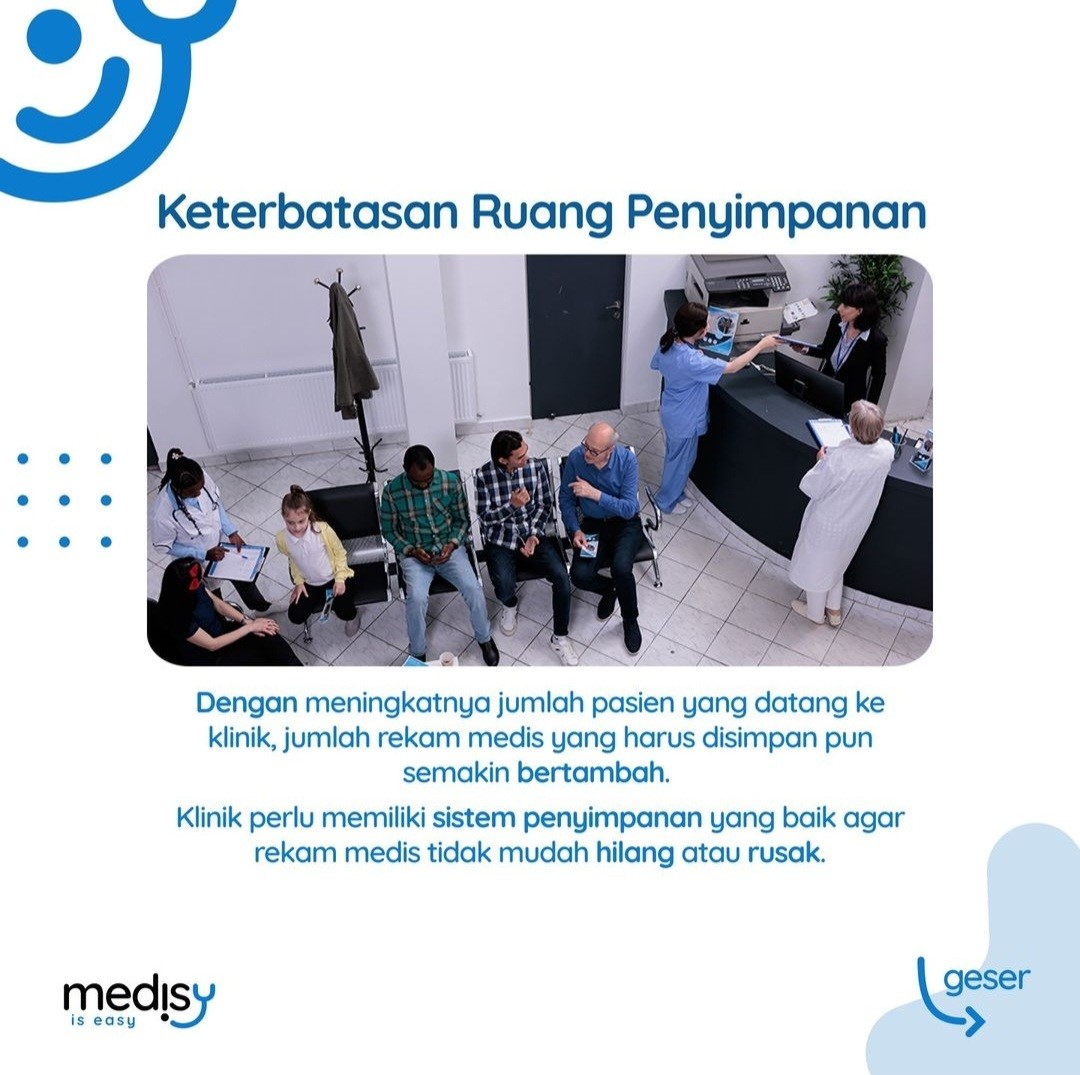 Keterbatasan Ruang Penyimpanan
Dengan meningkatnya jumlah pasien yang datang ke
klinik, jumlah rekam medis yang harus disimpan pun
semakin bertambah.
Klinik perlu memiliki sistem penyimpanan yang baik agar
rekam medis tidak mudah hilang atau rusak.
medisy
is easy
geser